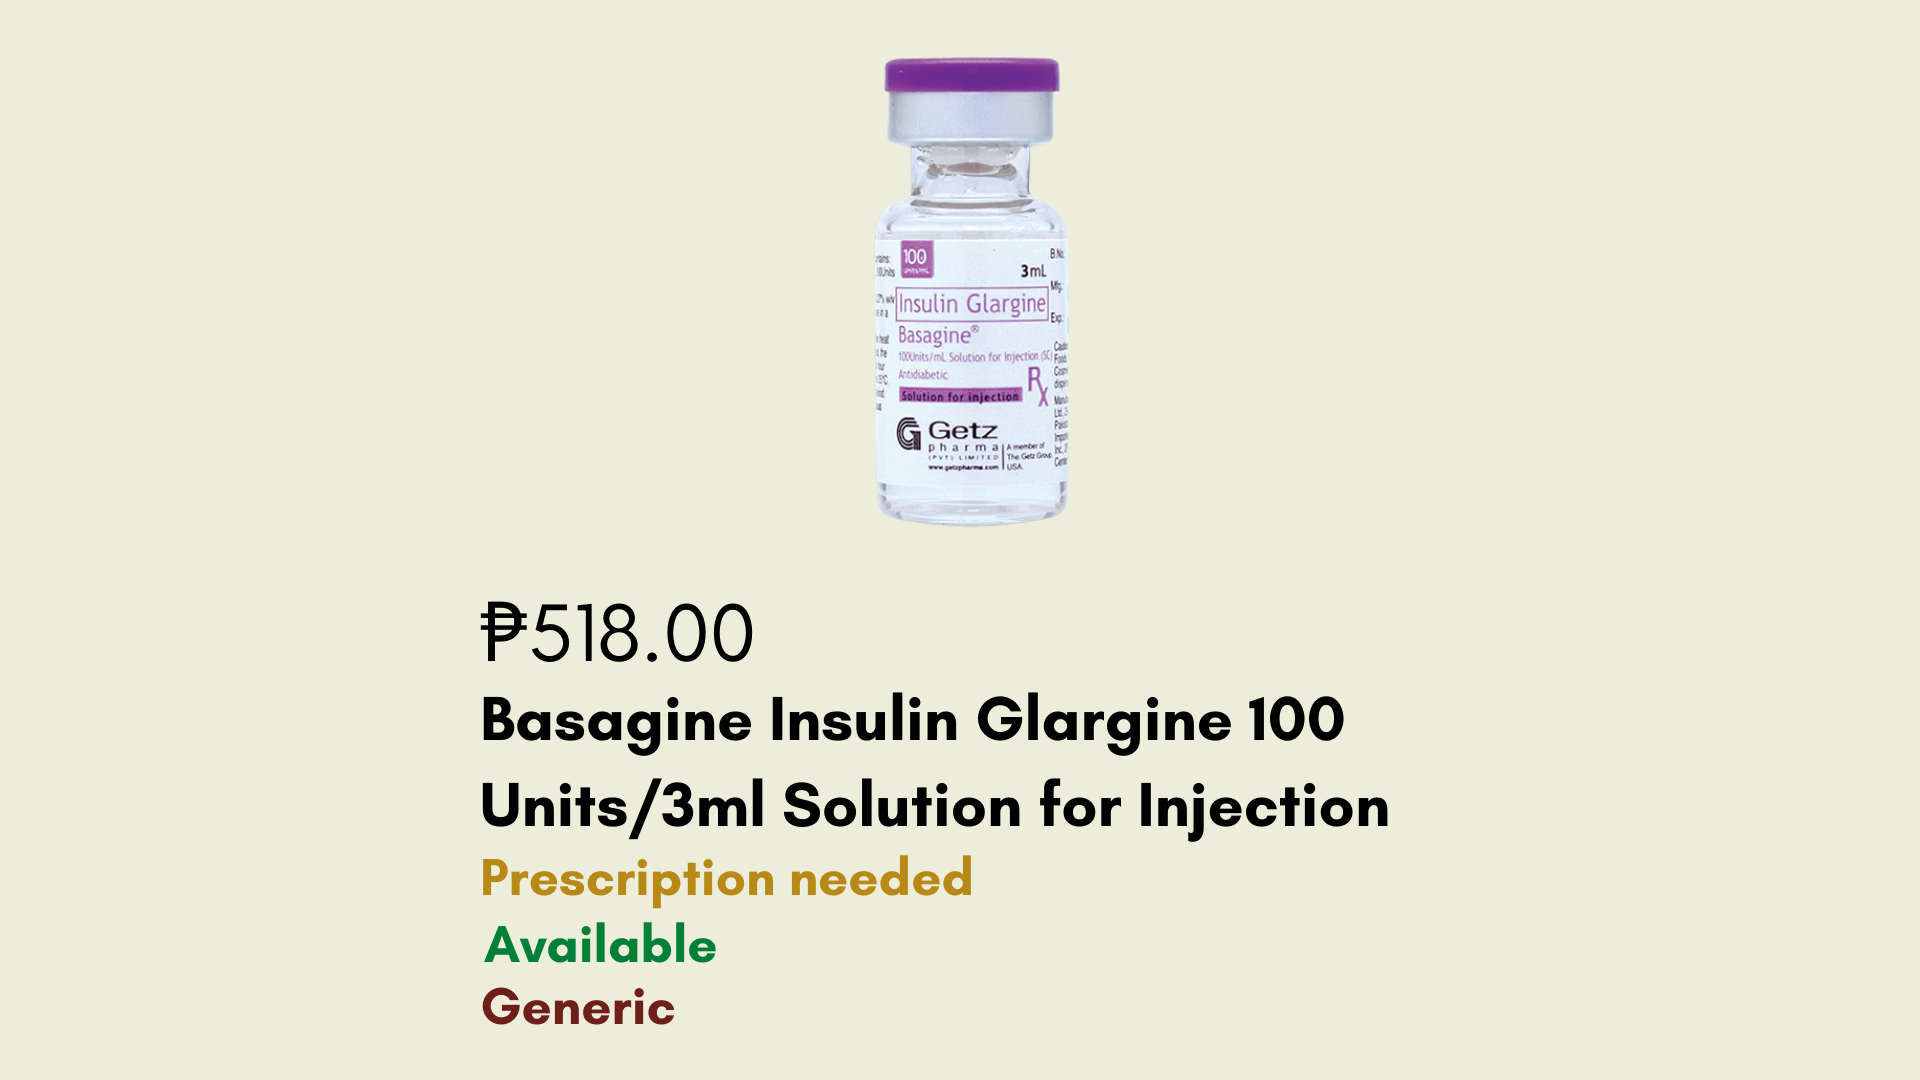 100
units/mL
3mL
Insulin Glargine
Basagine®
100Units/mL Solution for Injection (SC)
Antidiabetic
Rx
Solution for injection
Getz
pharma
(PVT) LIMITED
www.getzpharma.com
A member of
The Getz Group,
USA.
B.No.
Mfg.
Exp.
₱518.00
Basagine Insulin Glargine 100
Units/3ml Solution for Injection
Prescription needed
Available
Generic